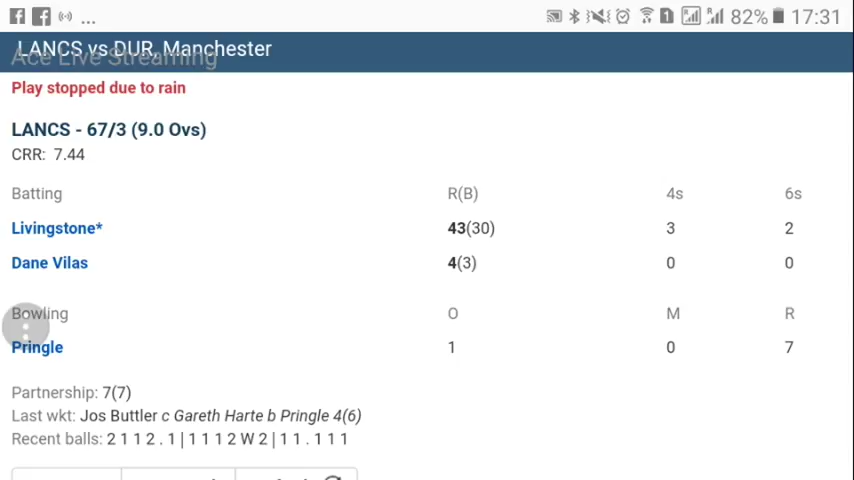 ... 1 82% 17:31
LANCS vs DUR, Manchester
Ace Live Streaming
Play stopped due to rain
LANCS - 67/3 (9.0 Ovs)
CRR: 7.44
Batting R(B) 4s 6s
Livingstone* 43(30) 3 2
Dane Vilas 4(3) 0 0
Bowling O M R
Pringle 1 0 7
Partnership: 7(7)
Last wkt: Jos Buttler c Gareth Harte b Pringle 4(6)
Recent balls: 2 1 1 2 . 1 | 1 1 1 2 W 2 | 1 1 . 1 1 1